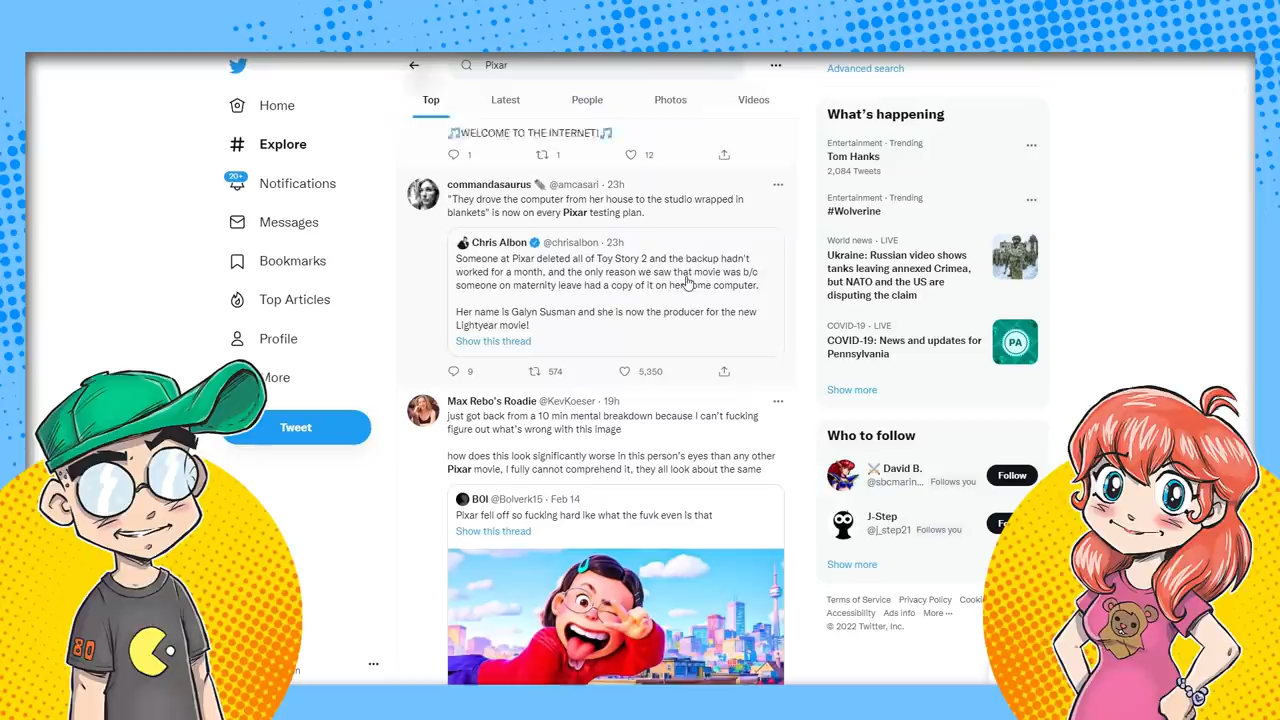 Pixar
Advanced search
Home
Explore
20+
Notifications
Messages
Bookmarks
Top Articles
Profile
More
Tweet
Top
Latest
People
Photos
Videos
🎵WELCOME TO THE INTERNET!🎵
1
1
12
commandasaurus @amcasari · 23h
"They drove the computer from her house to the studio wrapped in
blankets" is now on every Pixar testing plan.
Chris Albon @chrisalbon · 23h
Someone at Pixar deleted all of Toy Story 2 and the backup hadn't
worked for a month, and the only reason we saw that movie was b/c
someone on maternity leave had a copy of it on her home computer.
Her name is Galyn Susman and she is now the producer for the new
Lightyear movie!
Show this thread
9
574
5,350
Max Rebo's Roadie @KevKoeser · 19h
just got back from a 10 min mental breakdown because I can't fucking
figure out what's wrong with this image
how does this look significantly worse in this person's eyes than any other
Pixar movie, I fully cannot comprehend it, they all look about the same
BOI @Bolverk15 · Feb 14
Pixar fell off so fucking hard like what the fuvk even is that
Show this thread
What's happening
Entertainment · Trending
Tom Hanks
2,084 Tweets
Entertainment · Trending
#Wolverine
World news · LIVE
Ukraine: Russian video shows
tanks leaving annexed Crimea,
but NATO and the US are
disputing the claim
COVID-19 · LIVE
COVID-19: News and updates for
Pennsylvania
PA
Show more
Who to follow
David B.
@sbcmarin... Follows you
Follow
J-Step
@j_step21 Follows you
Show more
Terms of Service Privacy Policy
Accessibility Ads info More
© 2022 Twitter, Inc.
80